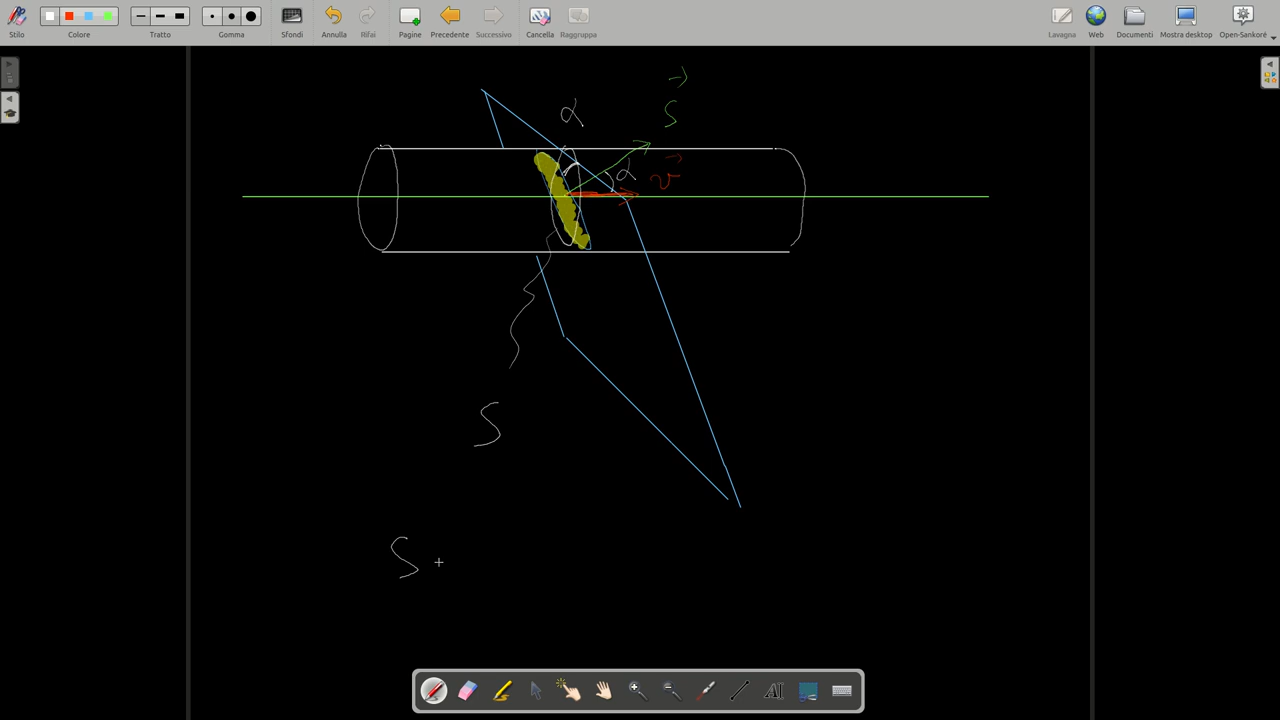 Stilo Colore Tratto Gomma Sfondi Annulla Rifai Pagine Precedente Successivo Cancella Raggruppa Lavagna Web Documenti Mostra desktop Open-Sankoré
α
S
α
v
S
S
AI